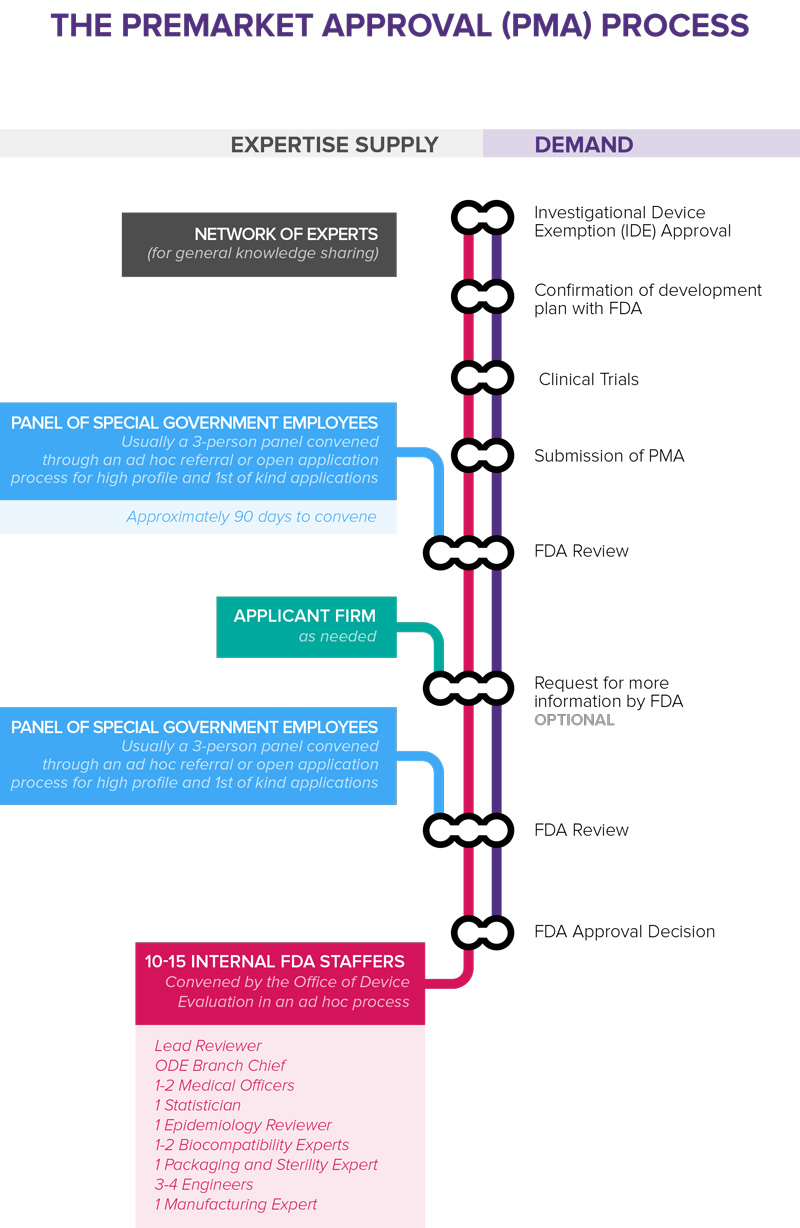 THE PREMARKET APPROVAL (PMA) PROCESS
EXPERTISE SUPPLY
DEMAND
NETWORK OF EXPERTS
(for general knowledge sharing)
Investigational Device
Exemption (IDE) Approval
Confirmation of development
plan with FDA
Clinical Trials
PANEL OF SPECIAL GOVERNMENT EMPLOYEES
Usually a 3-person panel convened
through an ad hoc referral or open application
process for high profile and 1st of kind applications
Approximately 90 days to convene
Submission of PMA
FDA Review
APPLICANT FIRM
as needed
Request for more
information by FDA
OPTIONAL
PANEL OF SPECIAL GOVERNMENT EMPLOYEES
Usually a 3-person panel convened
through an ad hoc referral or open application
process for high profile and 1st of kind applications
FDA Review
FDA Approval Decision
10-15 INTERNAL FDA STAFFERS
Convened by the Office of Device
Evaluation in an ad hoc process
Lead Reviewer
ODE Branch Chief
1-2 Medical Officers
1 Statistician
1 Epidemiology Reviewer
1-2 Biocompatibility Experts
1 Packaging and Sterility Expert
3-4 Engineers
1 Manufacturing Expert